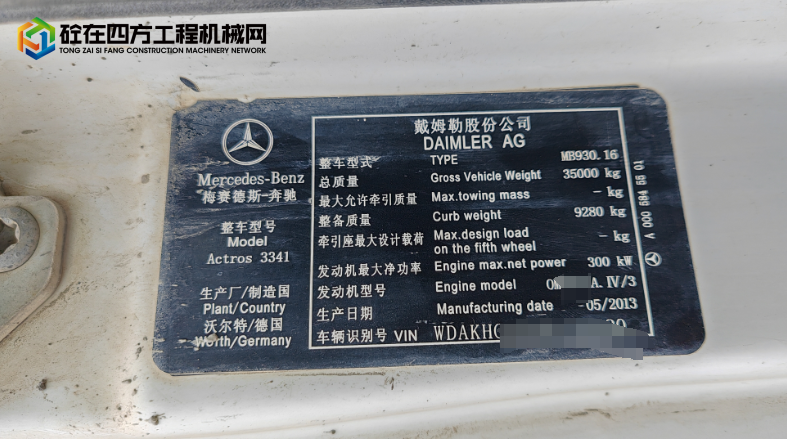 砼在四方工程机械网
TONG ZAI SI FANG CONSTRUCTION MACHINERY NETWORK
Mercedes-Benz
梅赛德斯-奔驰
整车型号
Model
Actros 3341
生产厂/制造国
Plant/Country
沃尔特/德国
Wörth/Germany
戴姆勒股份公司
DAIMLER AG
整车型式 TYPE MB930.16
总质量 Gross Vehicle Weight 35000 kg
最大允许牵引质量 Max.towing mass - kg
整备质量 Curb weight 9280 kg
牵引座最大设计载荷 Max.design load
on the fifth wheel - kg
发动机最大净功率 Engine max.net power 300 kW
发动机型号 Engine model OM A.IV/3
生产日期 Manufacturing date -05/2013
车辆识别号 VIN WDAKH
A 000 584 55 01